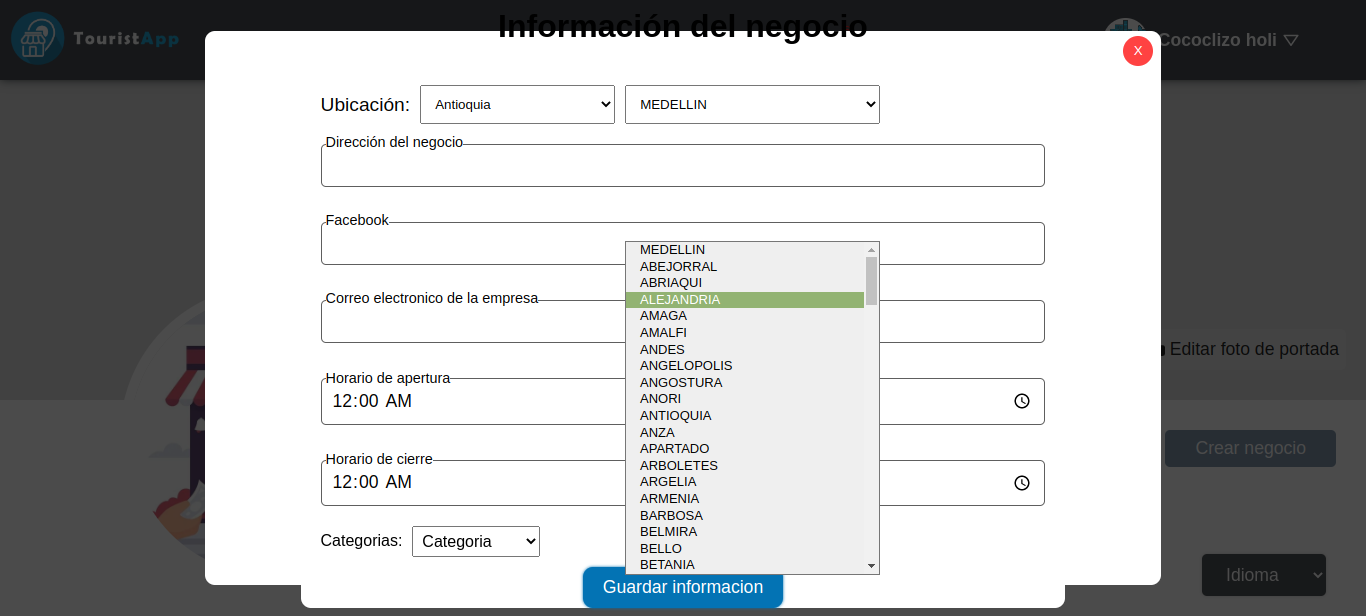 Información del negocio
TouristApp
Cococlizo holi
X
Ubicación:
Antioquia
MEDELLIN
Dirección del negocio
Facebook
MEDELLIN
ABEJORRAL
ABRIAQUI
ALEJANDRIA
AMAGA
AMALFI
ANDES
ANGELOPOLIS
ANGOSTURA
ANORI
ANTIOQUIA
ANZA
APARTADO
ARBOLETES
ARGELIA
ARMENIA
BARBOSA
BELMIRA
BELLO
BETANIA
Correo electronico de la empresa
Editar foto de portada
Horario de apertura
12:00 AM
Crear negocio
Horario de cierre
12:00 AM
Categorias:
Categoria
Idioma
Guardar informacion